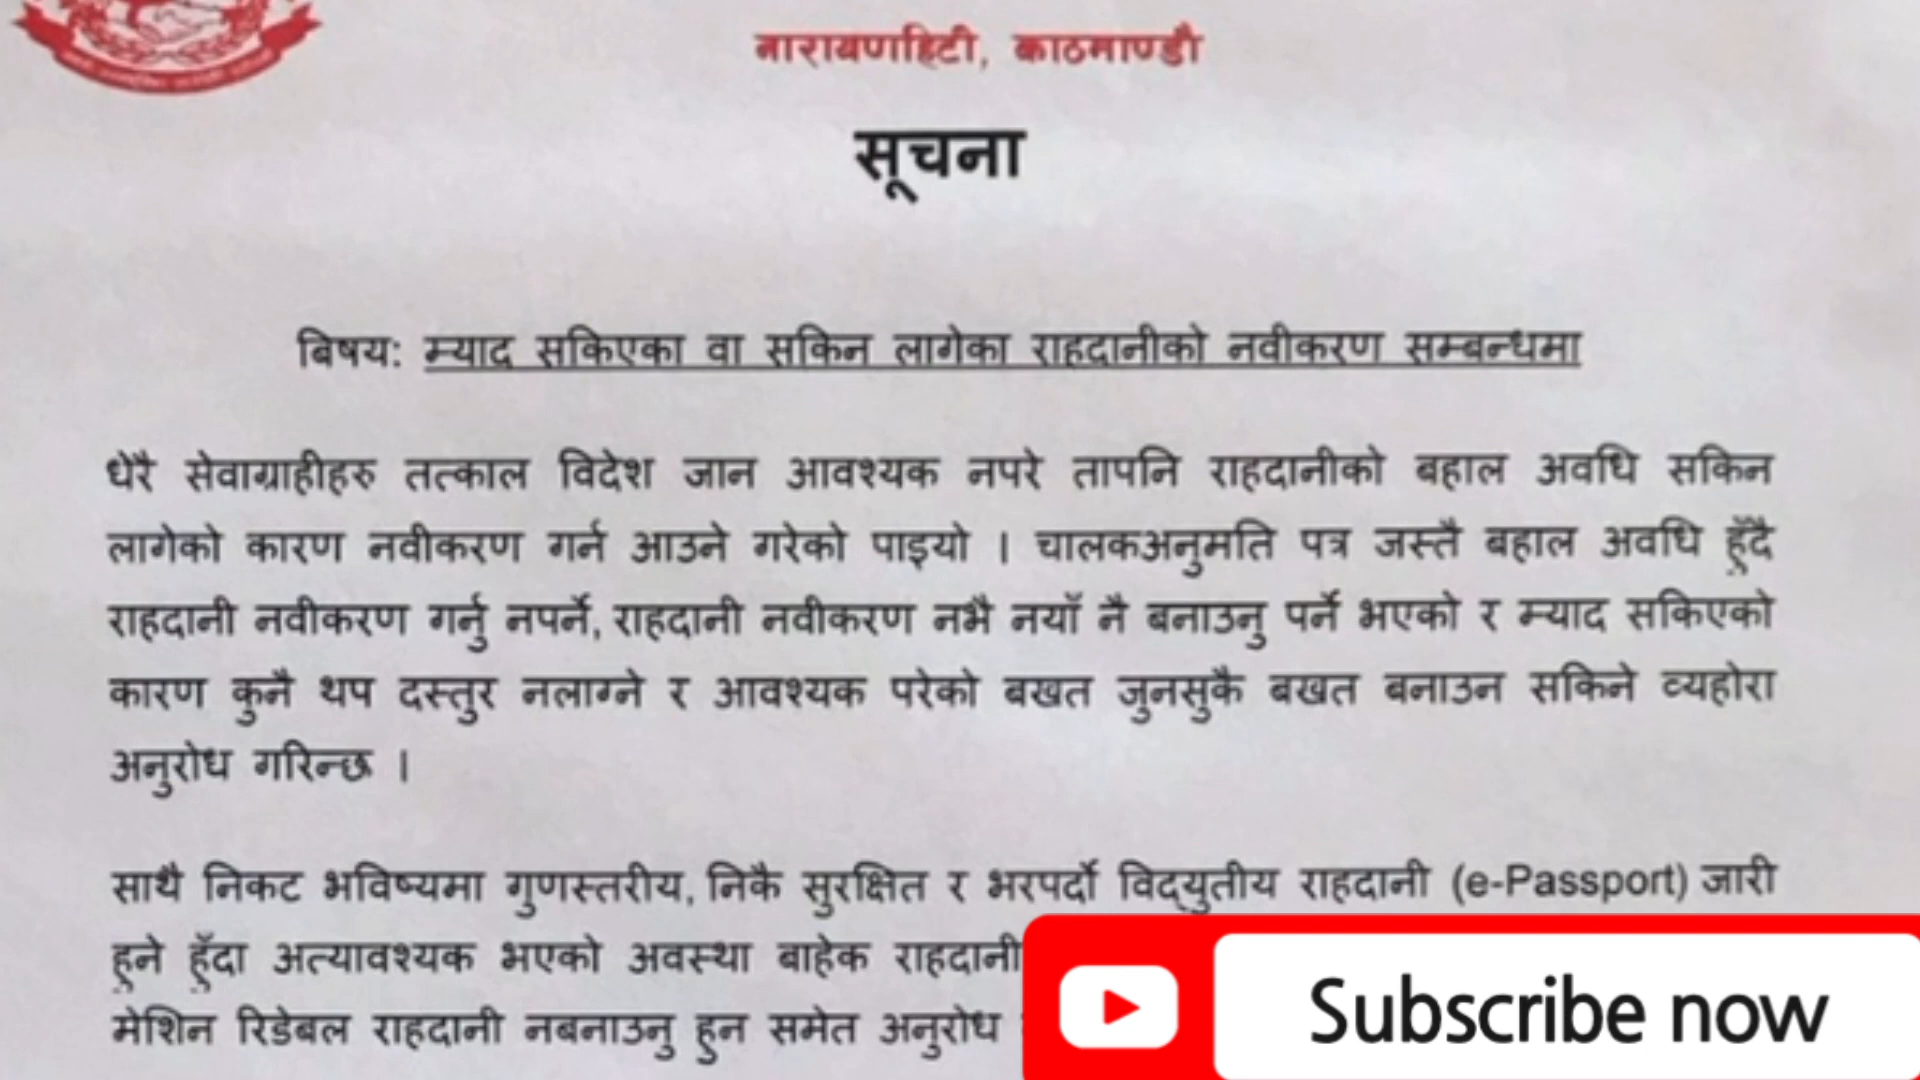 नारायणहिटी, काठमाण्डौ
सूचना
बिषय: म्याद सकिएका वा सकिन लागेका राहदानीको नवीकरण सम्बन्धमा
धेरै सेवाग्राहीहरु तत्काल विदेश जान आवश्यक नपरे तापनि राहदानीको बहाल अवधि सकिन
लागेको कारण नवीकरण गर्न आउने गरेको पाइयो । चालकअनुमति पत्र जस्तै बहाल अवधि हुँदै
राहदानी नवीकरण गर्नु नपर्ने, राहदानी नवीकरण नभै नयाँ नै बनाउनु पर्ने भएको र म्याद सकिएको
कारण कुनै थप दस्तुर नलाग्ने र आवश्यक परेको बखत जुनसुकै बखत बनाउन सकिने व्यहोरा
अनुरोध गरिन्छ ।
साथै निकट भविष्यमा गुणस्तरीय, निकै सुरक्षित र भरपर्दो विद्युतीय राहदानी (e-Passport) जारी
हुने हुँदा अत्यावश्यक भएको अवस्था बाहेक राहदानी
मेशिन रिडेबल राहदानी नबनाउनु हुन समेत अनुरोध
Subscribe now